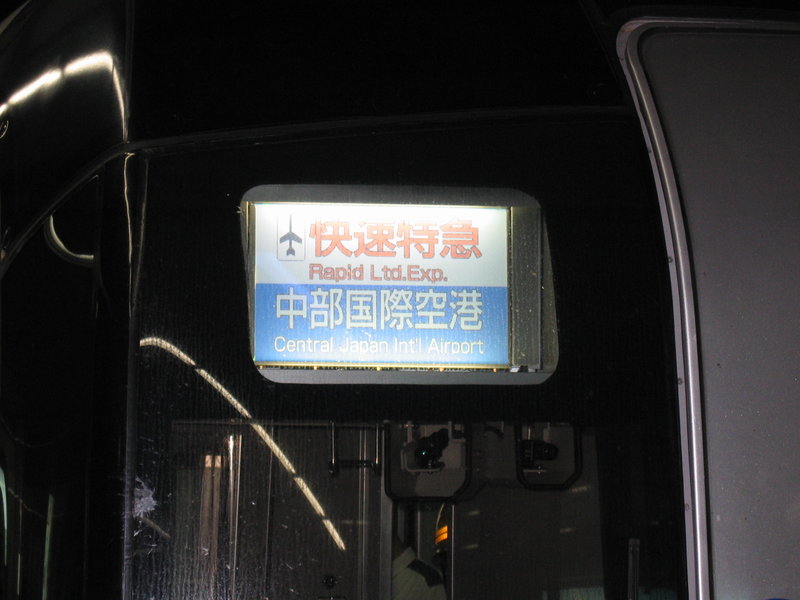 快速特急
Rapid Ltd.Exp.
中部国際空港
Central Japan Int'l Airport